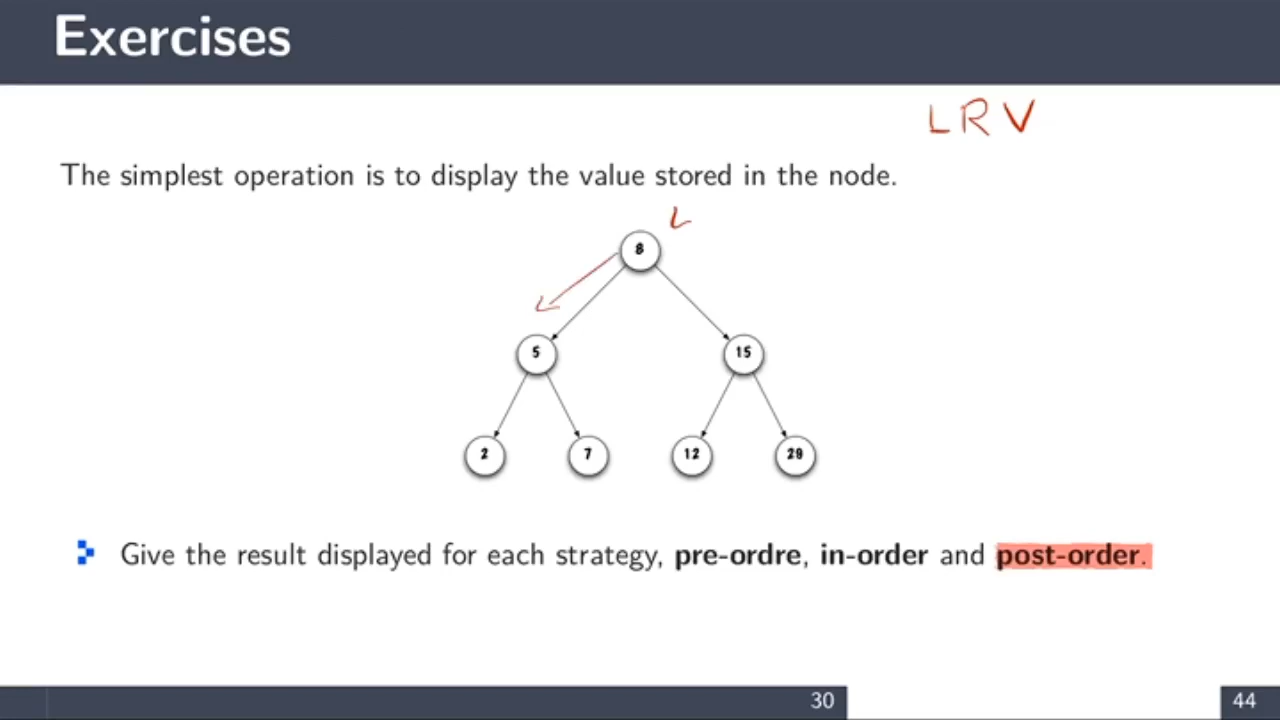 Exercises
L R V
The simplest operation is to display the value stored in the node.
L
8
5 15
2 7 12 29
Give the result displayed for each strategy, pre-ordre, in-order and post-order.
30 44